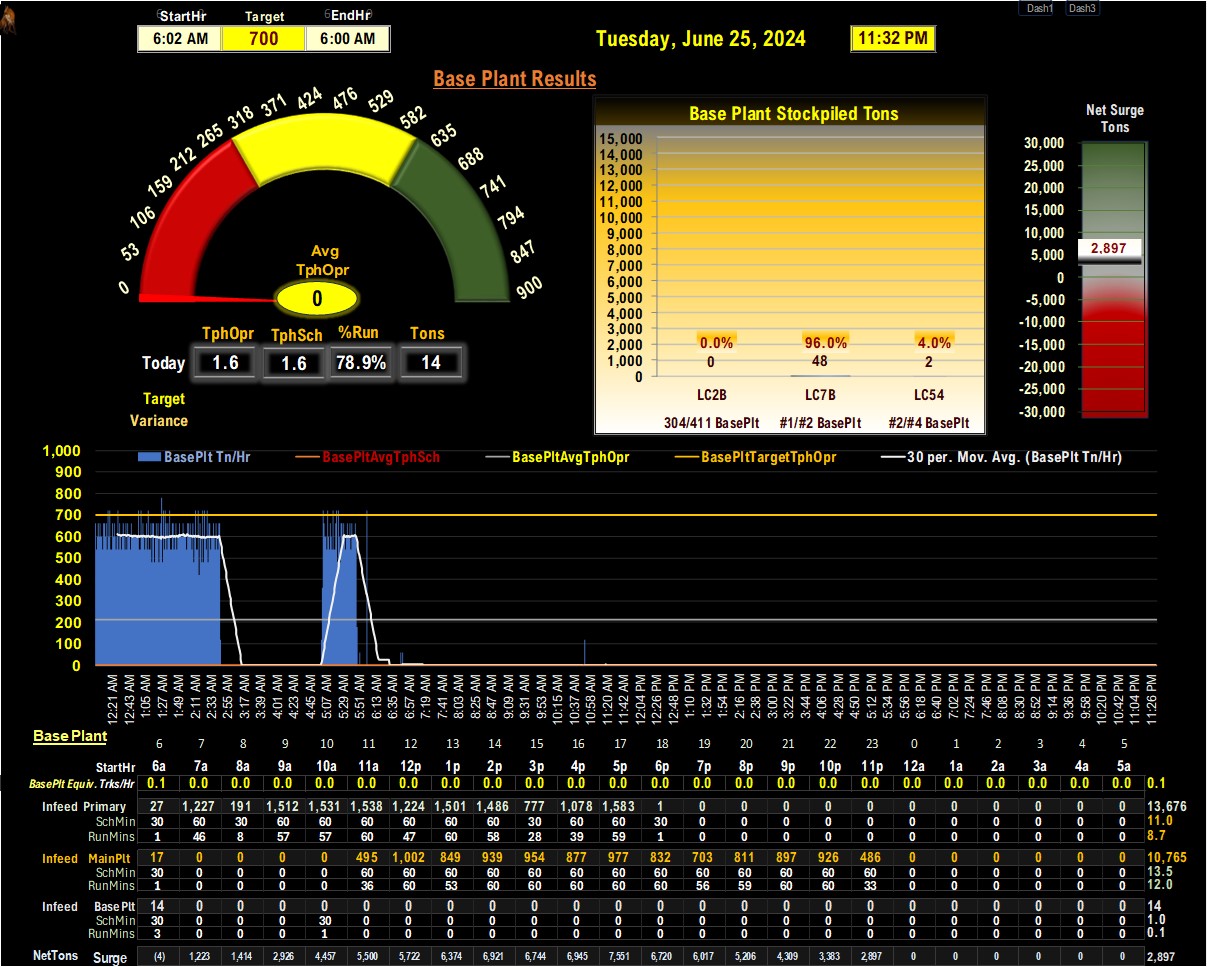 Dash1 Dash3
StartHr Target EndHr
6:02 AM 700 6:00 AM
Tuesday, June 25, 2024 11:32 PM
Base Plant Results
0 53 106 159 212 265 318 371 424 476 529 582 635 688 741 794 847 900
Avg
TphOpr
0
TphOpr TphSch %Run Tons
Today 1.6 1.6 78.9% 14
Target
Variance
Base Plant Stockpiled Tons
15,000
14,000
13,000
12,000
11,000
10,000
9,000
8,000
7,000
6,000
5,000
4,000
3,000
2,000
1,000
0
0.0% 96.0% 4.0%
0 48 2
LC2B LC7B LC54
304/411 BasePlt #1/#2 BasePlt #2/#4 BasePlt
Net Surge
Tons
30,000
25,000
20,000
15,000
10,000
5,000
0
-5,000
-10,000
-15,000
-20,000
-25,000
-30,000
2,897
BasePlt Tn/Hr BasePltAvgTphSch BasePltAvgTphOpr BasePltTargetTphOpr 30 per. Mov. Avg. (BasePlt Tn/Hr)
1,000
900
800
700
600
500
400
300
200
100
0
12:21 AM 12:43 AM 1:05 AM 1:27 AM 1:49 AM 2:11 AM 2:33 AM 2:55 AM 3:17 AM 3:39 AM 4:01 AM 4:23 AM 4:45 AM 5:07 AM 5:29 AM 5:51 AM 6:13 AM 6:35 AM 6:57 AM 7:19 AM 7:41 AM 8:03 AM 8:25 AM 8:47 AM 9:09 AM 9:31 AM 9:53 AM 10:15 AM 10:37 AM 10:58 AM 11:20 AM 11:42 AM 12:04 PM 12:26 PM 12:48 PM 1:10 PM 1:32 PM 1:54 PM 2:16 PM 2:38 PM 3:00 PM 3:22 PM 3:44 PM 4:06 PM 4:28 PM 4:50 PM 5:12 PM 5:34 PM 5:56 PM 6:18 PM 6:40 PM 7:02 PM 7:24 PM 7:46 PM 8:08 PM 8:30 PM 8:52 PM 9:14 PM 9:36 PM 9:58 PM 10:20 PM 10:42 PM 11:04 PM 11:26 PM
Base Plant
6 7 8 9 10 11 12 13 14 15 16 17 18 19 20 21 22 23 0 1 2 3 4 5
StartHr 6a 7a 8a 9a 10a 11a 12p 1p 2p 3p 4p 5p 6p 7p 8p 9p 10p 11p 12a 1a 2a 3a 4a 5a
BasePlt Equiv. Trks/Hr 0.1 0.0 0.0 0.0 0.0 0.0 0.0 0.0 0.0 0.0 0.0 0.0 0.0 0.0 0.0 0.0 0.0 0.0 0.0 0.0 0.0 0.0 0.0 0.0 0.1
Infeed Primary 27 1,227 191 1,512 1,531 1,538 1,224 1,501 1,486 777 1,078 1,583 1 0 0 0 0 0 0 0 0 0 0 0 13,676
SchMin 30 60 30 60 60 60 60 60 60 30 60 60 30 0 0 0 0 0 0 0 0 0 0 0 11.0
RunMins 1 46 8 57 57 60 47 60 58 28 39 59 1 0 0 0 0 0 0 0 0 0 0 0 8.7
Infeed MainPlt 17 0 0 0 0 495 1,002 849 939 954 877 977 832 703 811 897 926 486 0 0 0 0 0 0 10,765
SchMin 30 0 0 0 0 60 60 60 60 60 60 60 60 60 60 60 60 60 0 0 0 0 0 0 13.5
RunMins 1 0 0 0 0 36 60 53 60 60 60 60 60 56 59 60 60 33 0 0 0 0 0 0 12.0
Infeed BasePlt 14 0 0 0 0 0 0 0 0 0 0 0 0 0 0 0 0 0 0 0 0 0 0 0 14
SchMin 30 0 0 0 30 0 0 0 0 0 0 0 0 0 0 0 0 0 0 0 0 0 0 0 1.0
RunMins 3 0 0 0 1 0 0 0 0 0 0 0 0 0 0 0 0 0 0 0 0 0 0 0 0.1
NetTons Surge (4) 1,223 1,414 2,926 4,457 5,500 5,722 6,374 6,921 6,744 6,945 7,551 6,720 6,017 5,206 4,309 3,383 2,897 0 0 0 0 0 0 2,897